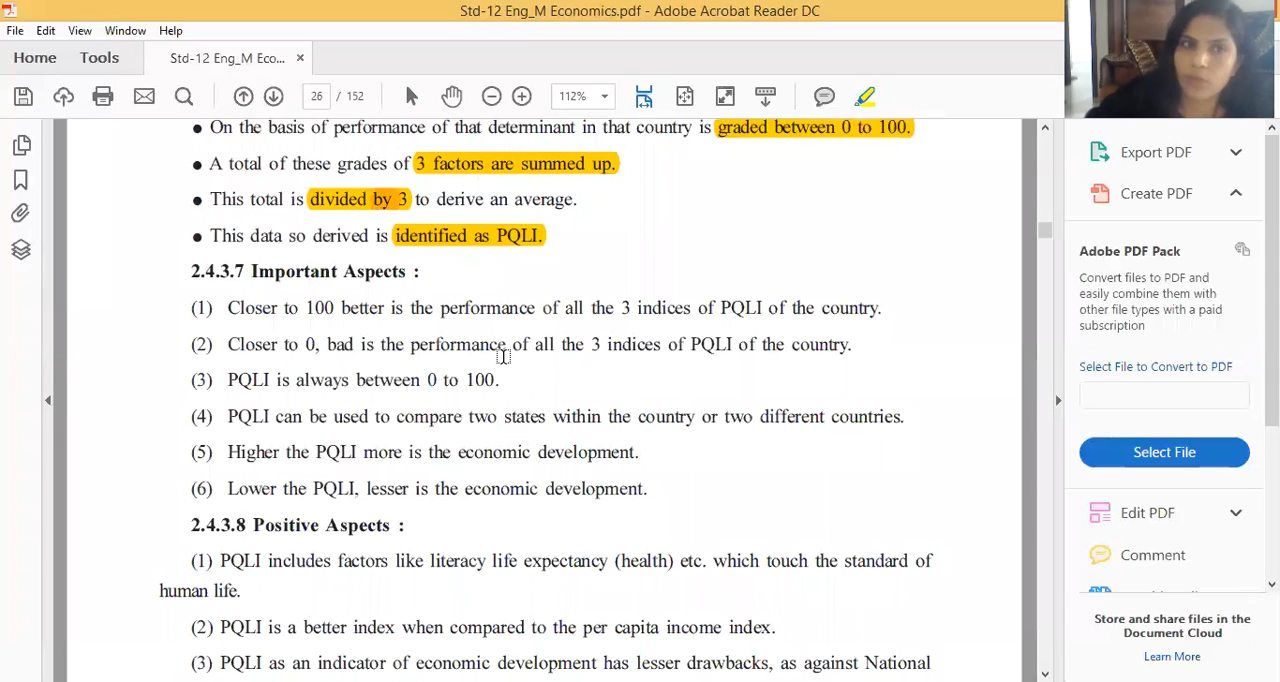 Std-12 Eng_M Economics.pdf - Adobe Acrobat Reader DC
File Edit View Window Help
Home Tools Std-12 Eng_M Eco... ×
26 / 152 112%
• On the basis of performance of that determinant in that country is graded between 0 to 100.
• A total of these grades of 3 factors are summed up.
• This total is divided by 3 to derive an average.
• This data so derived is identified as PQLI.
2.4.3.7 Important Aspects :
(1) Closer to 100 better is the performance of all the 3 indices of PQLI of the country.
(2) Closer to 0, bad is the performance of all the 3 indices of PQLI of the country.
(3) PQLI is always between 0 to 100.
(4) PQLI can be used to compare two states within the country or two different countries.
(5) Higher the PQLI more is the economic development.
(6) Lower the PQLI, lesser is the economic development.
2.4.3.8 Positive Aspects :
(1) PQLI includes factors like literacy life expectancy (health) etc. which touch the standard of
human life.
(2) PQLI is a better index when compared to the per capita income index.
(3) PQLI as an indicator of economic development has lesser drawbacks, as against National
Export PDF
Create PDF
Adobe PDF Pack
Convert files to PDF and
easily combine them with
other file types with a paid
subscription
Select File to Convert to PDF
Select File
Edit PDF
Comment
Store and share files in the
Document Cloud
Learn More